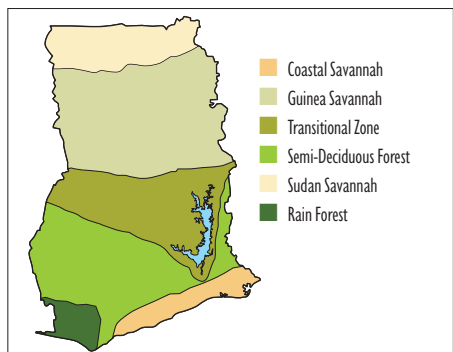 Coastal Savannah
Guinea Savannah
Transitional Zone
Semi-Deciduous Forest
Sudan Savannah
Rain Forest